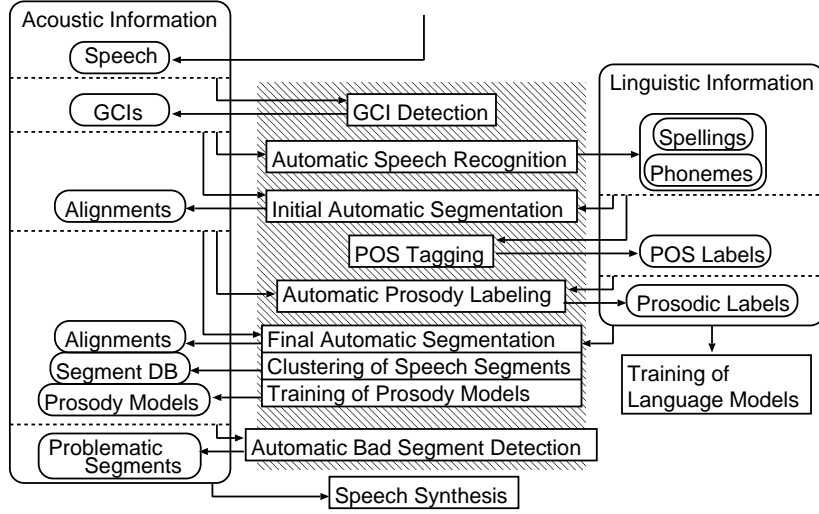 Acoustic Information
Speech
GCIs
GCI Detection
Linguistic Information
Spellings
Phonemes
Automatic Speech Recognition
Alignments
Initial Automatic Segmentation
POS Tagging
POS Labels
Automatic Prosody Labeling
Prosodic Labels
Alignments
Final Automatic Segmentation
Segment DB
Clustering of Speech Segments
Prosody Models
Training of Prosody Models
Training of
Language Models
Problematic
Segments
Automatic Bad Segment Detection
Speech Synthesis